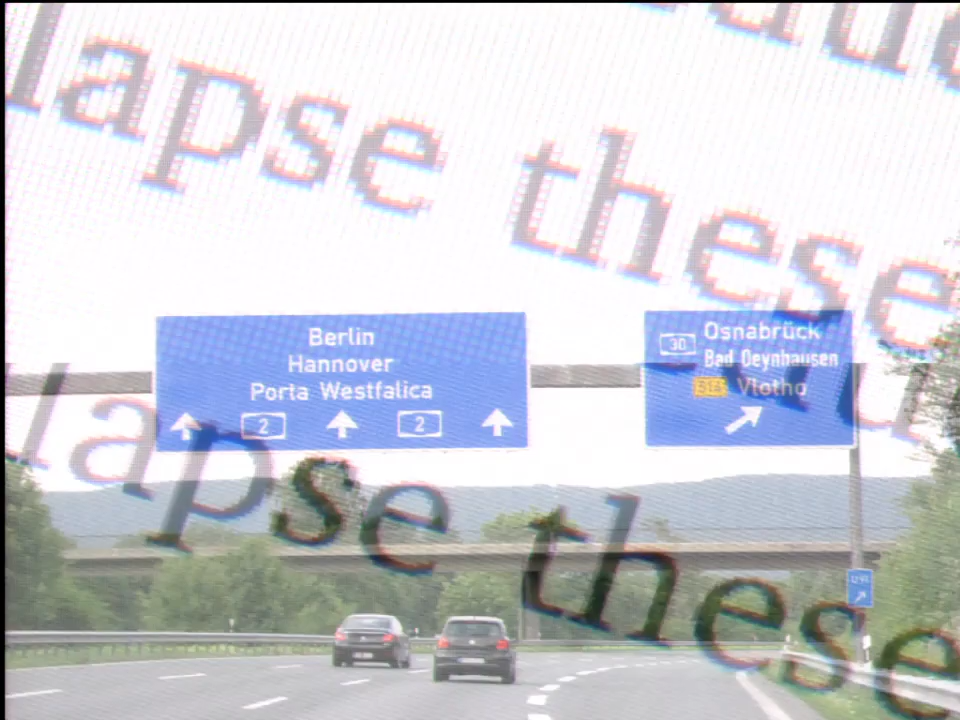 lapse these
Berlin
Hannover
Porta Westfalica
2 2
30 Osnabrück
Bad Oeynhausen
514 Vlotho
lapse these